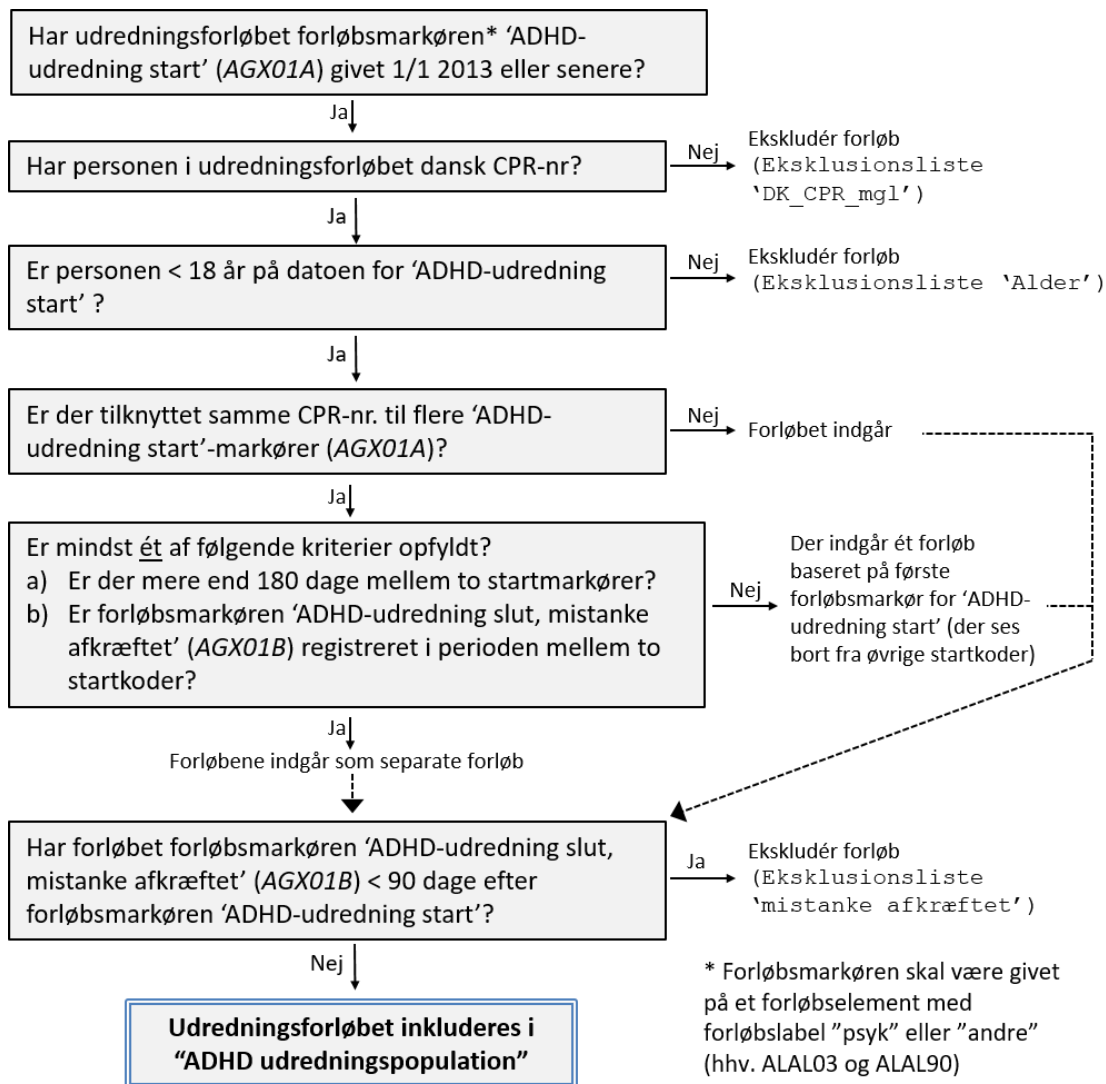 Har udredningsforløbet forløbsmarkøren* ‘ADHD-
udredning start’ (AGX01A) givet 1/1 2013 eller senere?
Ja
Har personen i udredningsforløbet dansk CPR-nr?
Nej
Ekskludér forløb
(Eksklusionsliste
‘DK_CPR_mgl’)
Ja
Er personen < 18 år på datoen for ‘ADHD-udredning
start’ ?
Nej
Ekskludér forløb
(Eksklusionsliste ‘Alder’)
Ja
Er der tilknyttet samme CPR-nr. til flere ‘ADHD-
udredning start’-markører (AGX01A)?
Nej
Forløbet indgår
Ja
Er mindst ét af følgende kriterier opfyldt?
a) Er der mere end 180 dage mellem to startmarkører?
b) Er forløbsmarkøren ‘ADHD-udredning slut, mistanke
afkræftet’ (AGX01B) registreret i perioden mellem to
startkoder?
Nej
Der indgår ét forløb
baseret på første
forløbsmarkør for ‘ADHD-
udredning start’ (der ses
bort fra øvrige startkoder)
Ja
Forløbene indgår som separate forløb
Har forløbet forløbsmarkøren ‘ADHD-udredning slut,
mistanke afkræftet’ (AGX01B) < 90 dage efter
forløbsmarkøren ‘ADHD-udredning start’?
Ja
Ekskludér forløb
(Eksklusionsliste
‘mistanke afkræftet’)
Nej
Udredningsforløbet inkluderes i
“ADHD udredningspopulation”
* Forløbsmarkøren skal være givet
på et forløbselement med
forløbslabel ”psyk” eller ”andre”
(hhv. ALAL03 og ALAL90)